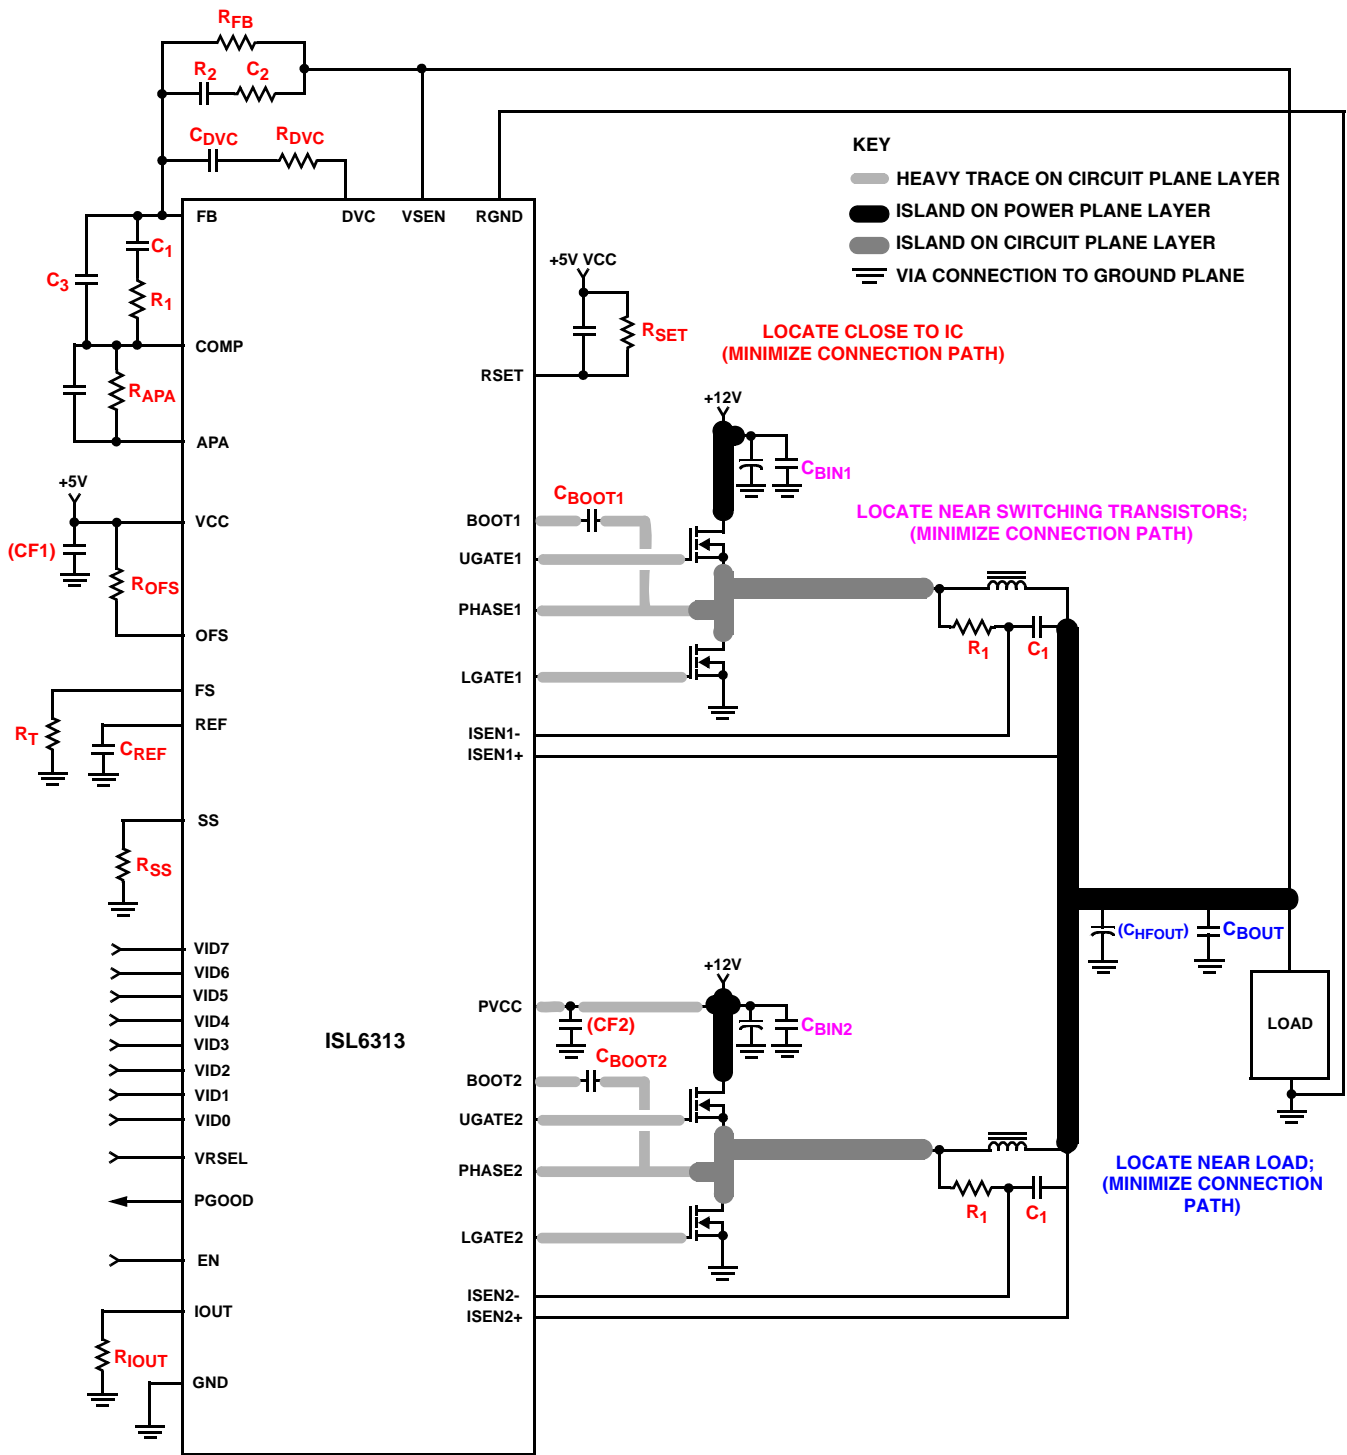 RFB
R2 C2
CDVC RDVC
FB DVC VSEN RGND
KEY
HEAVY TRACE ON CIRCUIT PLANE LAYER
ISLAND ON POWER PLANE LAYER
ISLAND ON CIRCUIT PLANE LAYER
VIA CONNECTION TO GROUND PLANE
C1
C3
R1
+5V VCC
RSET
LOCATE CLOSE TO IC
(MINIMIZE CONNECTION PATH)
COMP
RSET
RAPA
APA
+12V
CBIN1
+5V
VCC
(CF1)
ROFS
OFS
CBOOT1
BOOT1
LOCATE NEAR SWITCHING TRANSISTORS;
(MINIMIZE CONNECTION PATH)
UGATE1
PHASE1
R1 C1
LGATE1
FS
RT
REF
CREF
ISEN1-
ISEN1+
SS
RSS
(CHFOUT) CBOUT
VID7
VID6
VID5
VID4
VID3
VID2
VID1
VID0
VRSEL
PGOOD
EN
IOUT
RIOUT
GND
ISL6313
+12V
PVCC
(CF2)
CBIN2
LOAD
CBOOT2
BOOT2
UGATE2
PHASE2
R1 C1
LGATE2
LOCATE NEAR LOAD;
(MINIMIZE CONNECTION
PATH)
ISEN2-
ISEN2+